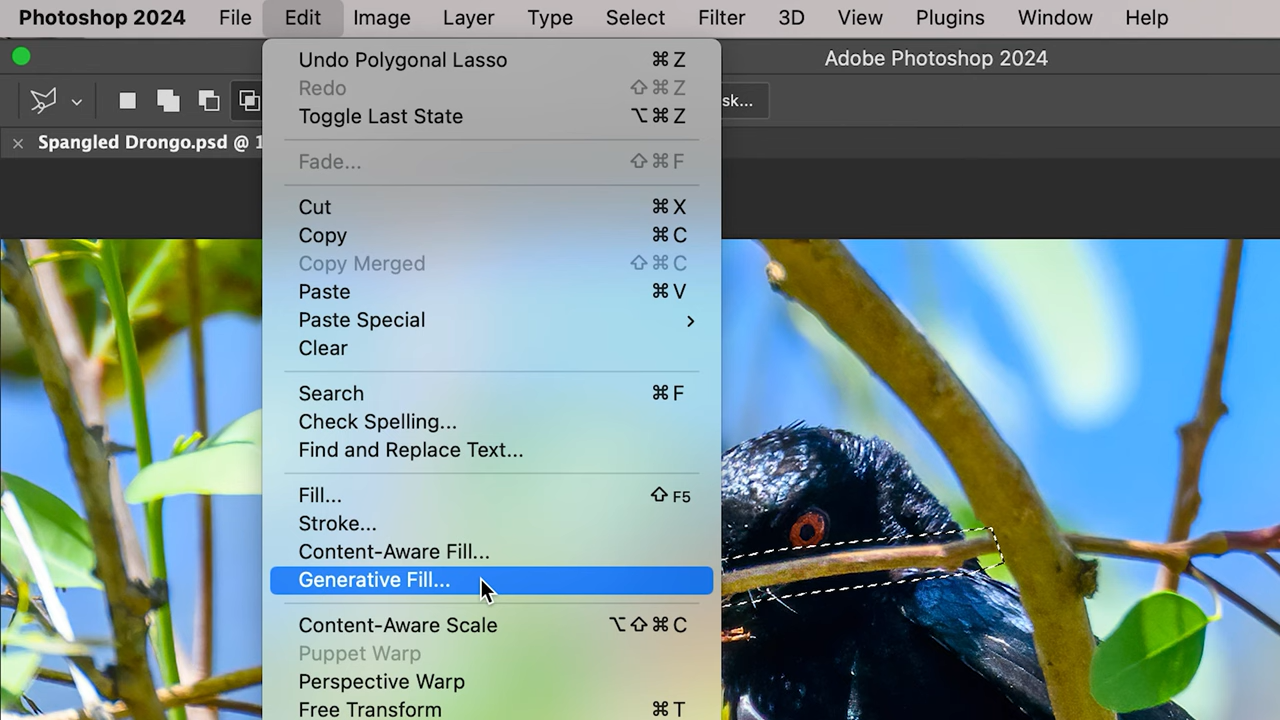 Photoshop 2024 File Edit Image Layer Type Select Filter 3D View Plugins Window Help
Adobe Photoshop 2024
sk...
× Spangled Drongo.psd @ 1
Undo Polygonal Lasso ⌘Z
Redo ⇧⌘Z
Toggle Last State ⌥⌘Z
Fade... ⇧⌘F
Cut ⌘X
Copy ⌘C
Copy Merged ⇧⌘C
Paste ⌘V
Paste Special >
Clear
Search ⌘F
Check Spelling...
Find and Replace Text...
Fill... ⇧F5
Stroke...
Content-Aware Fill...
Generative Fill...
Content-Aware Scale ⌥⇧⌘C
Puppet Warp
Perspective Warp
Free Transform ⌘T